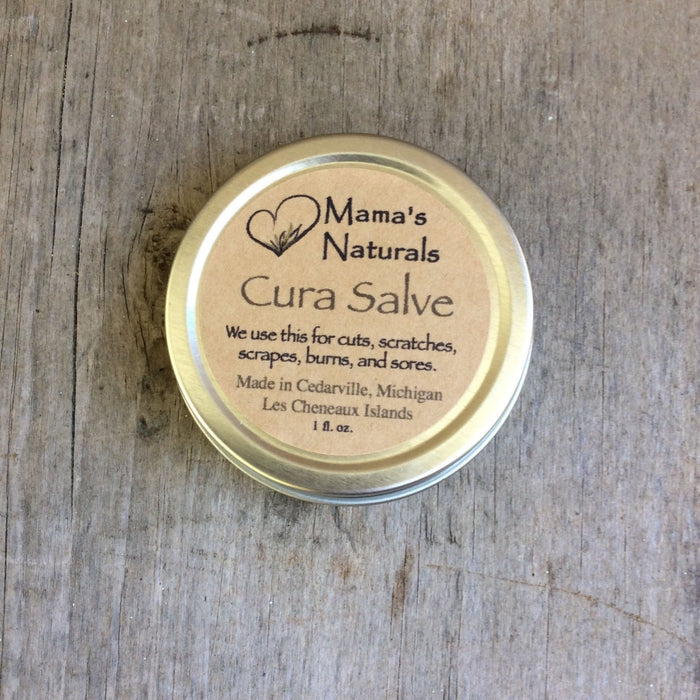 Mama's
Naturals
Cura Salve
We use this for cuts, scratches,
scrapes, burns, and sores.
Made in Cedarville, Michigan
Les Cheneaux Islands
1 fl. oz.